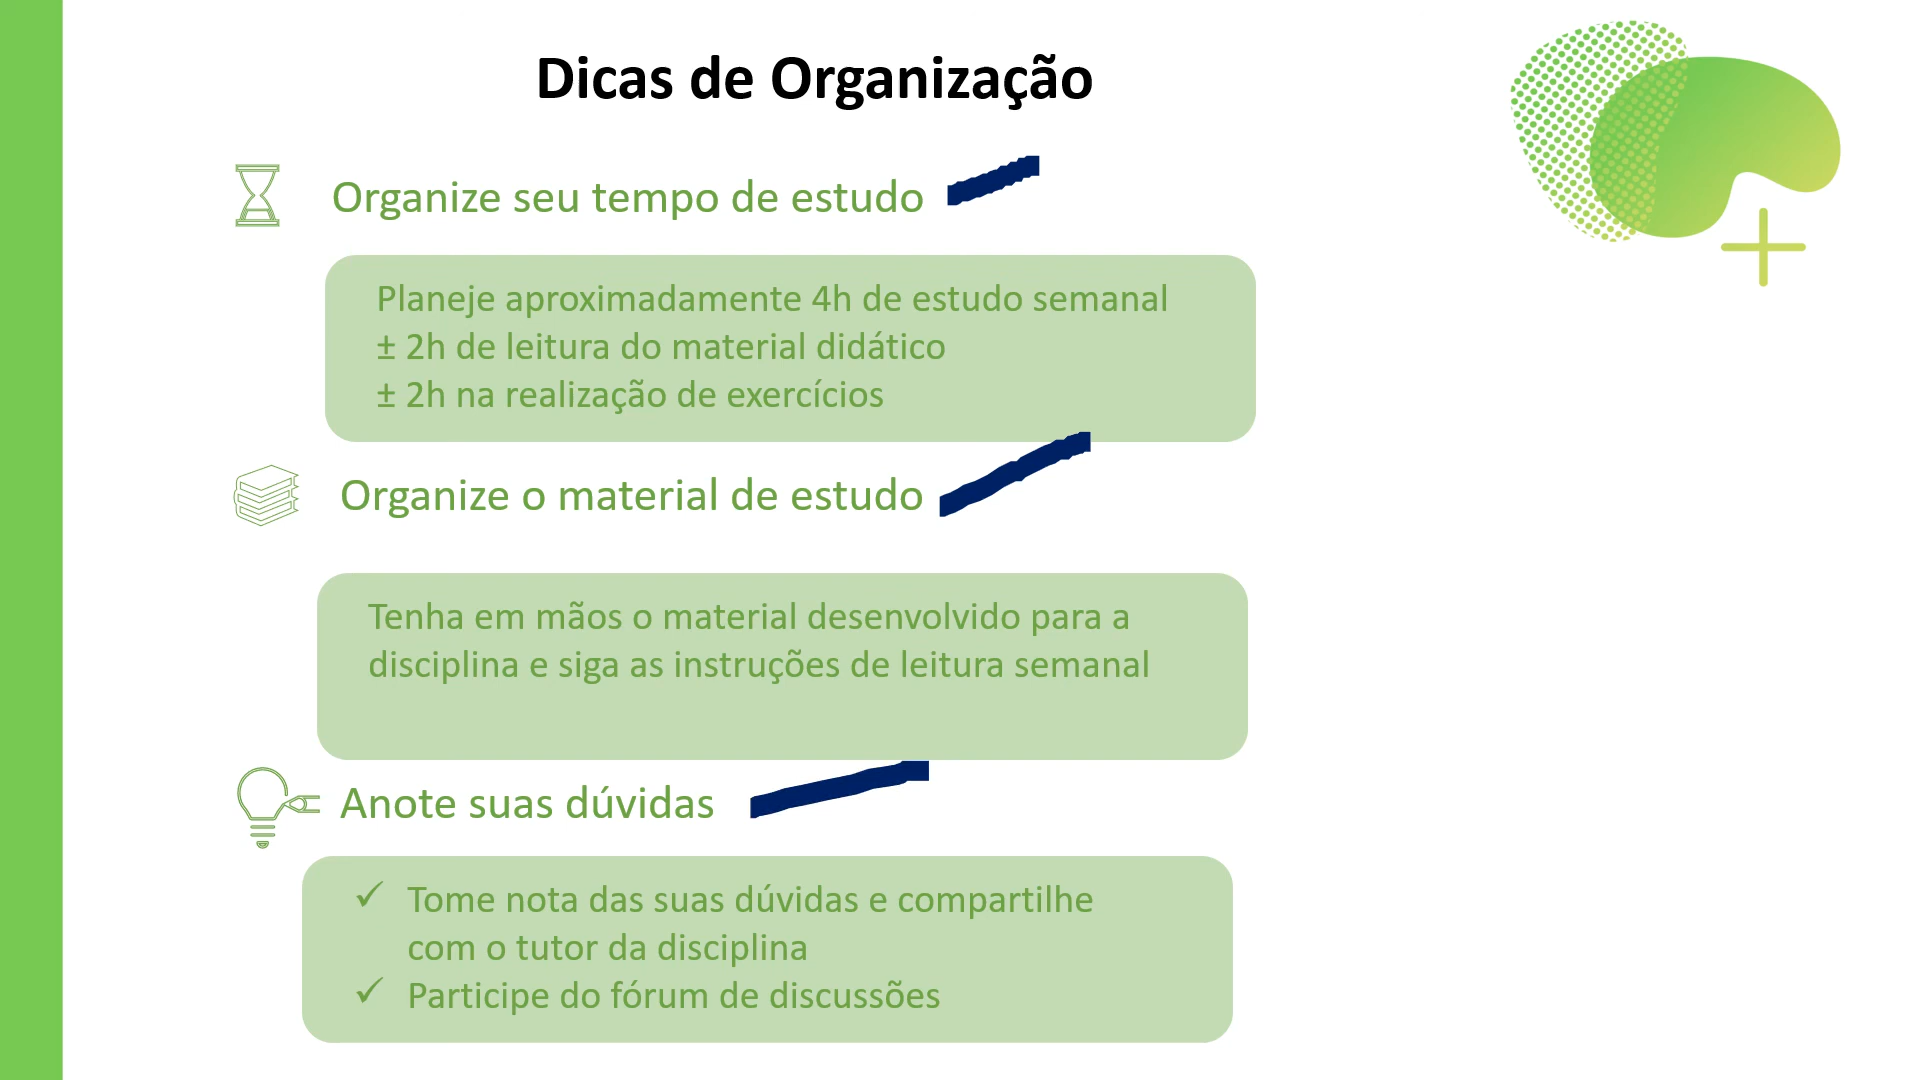 Dicas de Organização
Organize seu tempo de estudo
Planeje aproximadamente 4h de estudo semanal
± 2h de leitura do material didático
± 2h na realização de exercícios
Organize o material de estudo
Tenha em mãos o material desenvolvido para a
disciplina e siga as instruções de leitura semanal
Anote suas dúvidas
✓ Tome nota das suas dúvidas e compartilhe
com o tutor da disciplina
✓ Participe do fórum de discussões